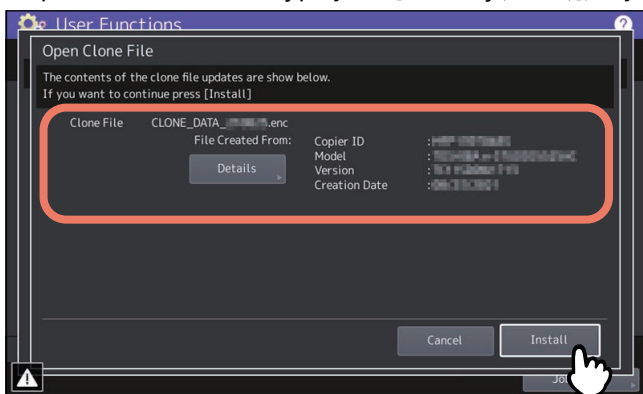 User Functions
?
Open Clone File
The contents of the clone file updates are show below.
If you want to continue press [Install]
Clone File CLONE_DATA_ .enc
File Created From:
Details
Copier ID :
Model :
Version :
Creation Date :
Cancel
Install